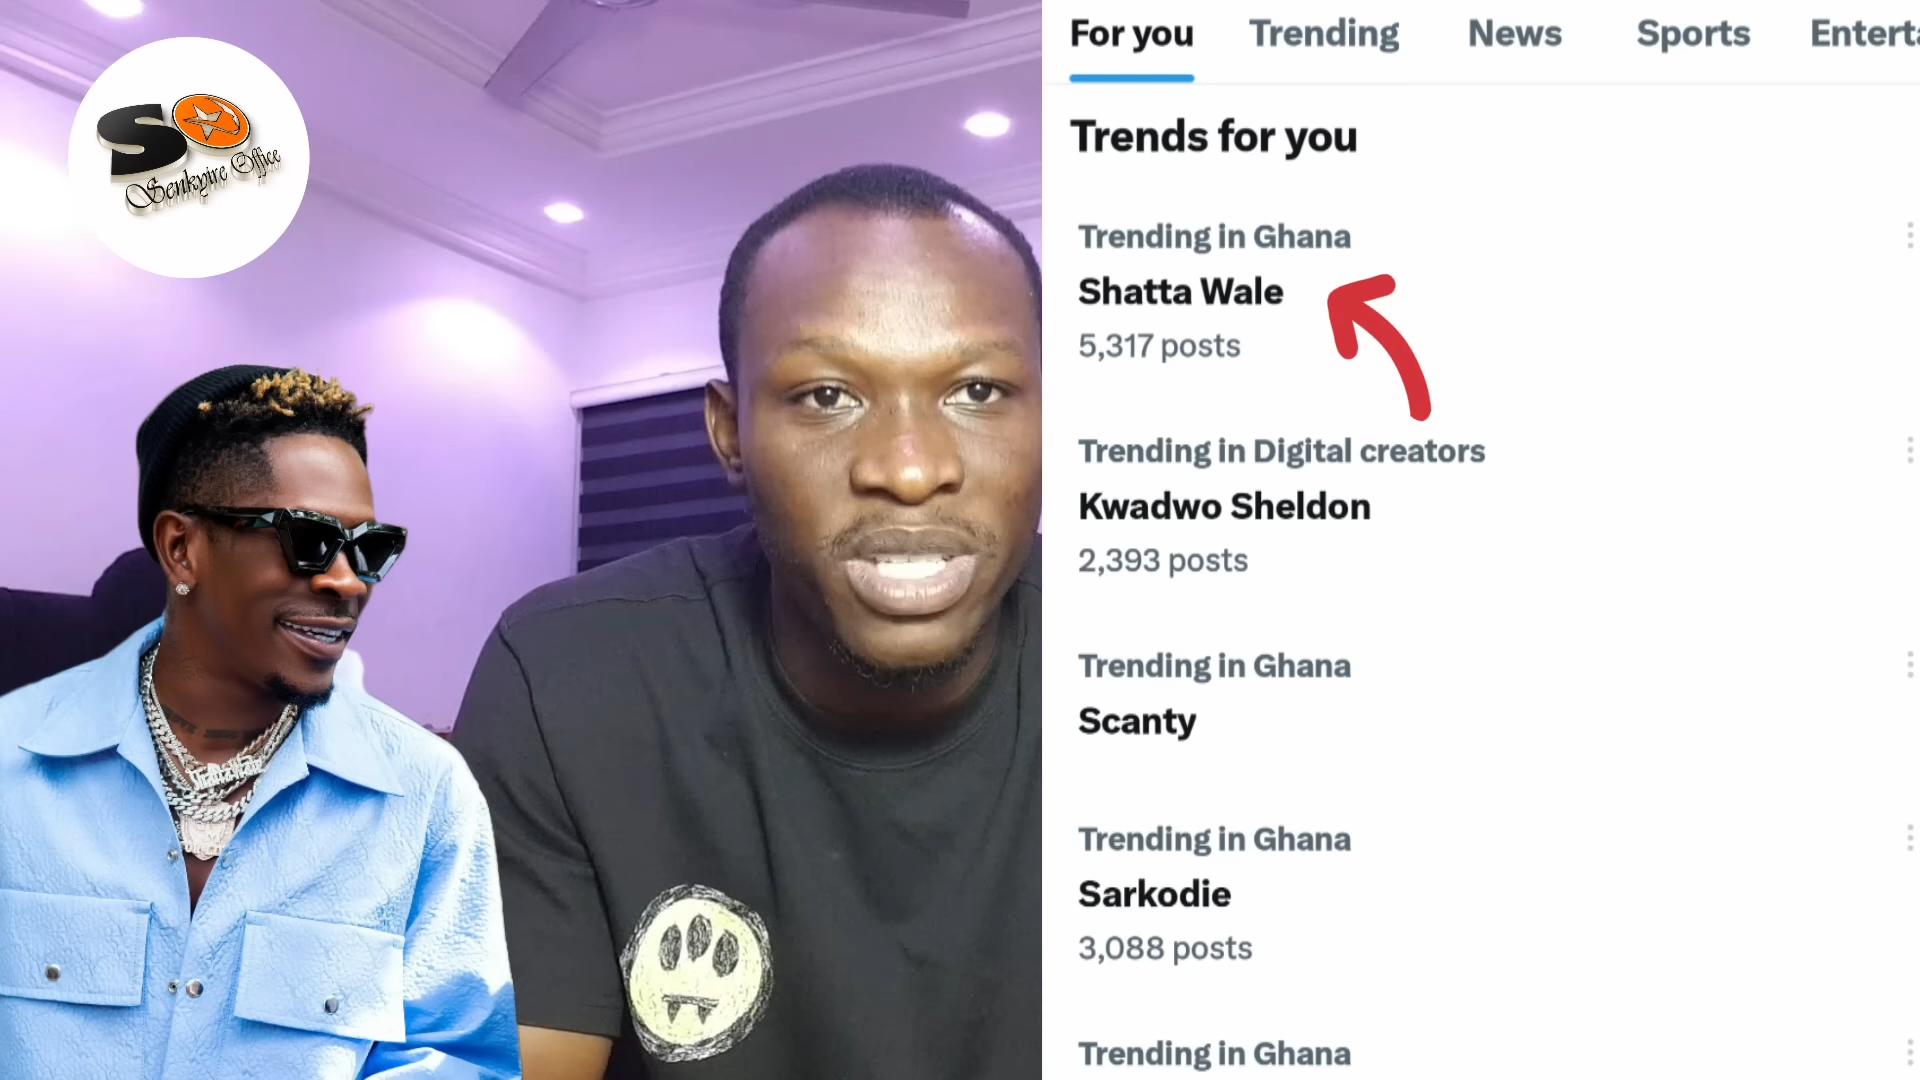 SO
Senkyire Office
For you
Trending
News
Sports
Enterta
Trends for you
Trending in Ghana
Shatta Wale
5,317 posts
Trending in Digital creators
Kwadwo Sheldon
2,393 posts
Trending in Ghana
Scanty
Trending in Ghana
Sarkodie
3,088 posts
Trending in Ghana